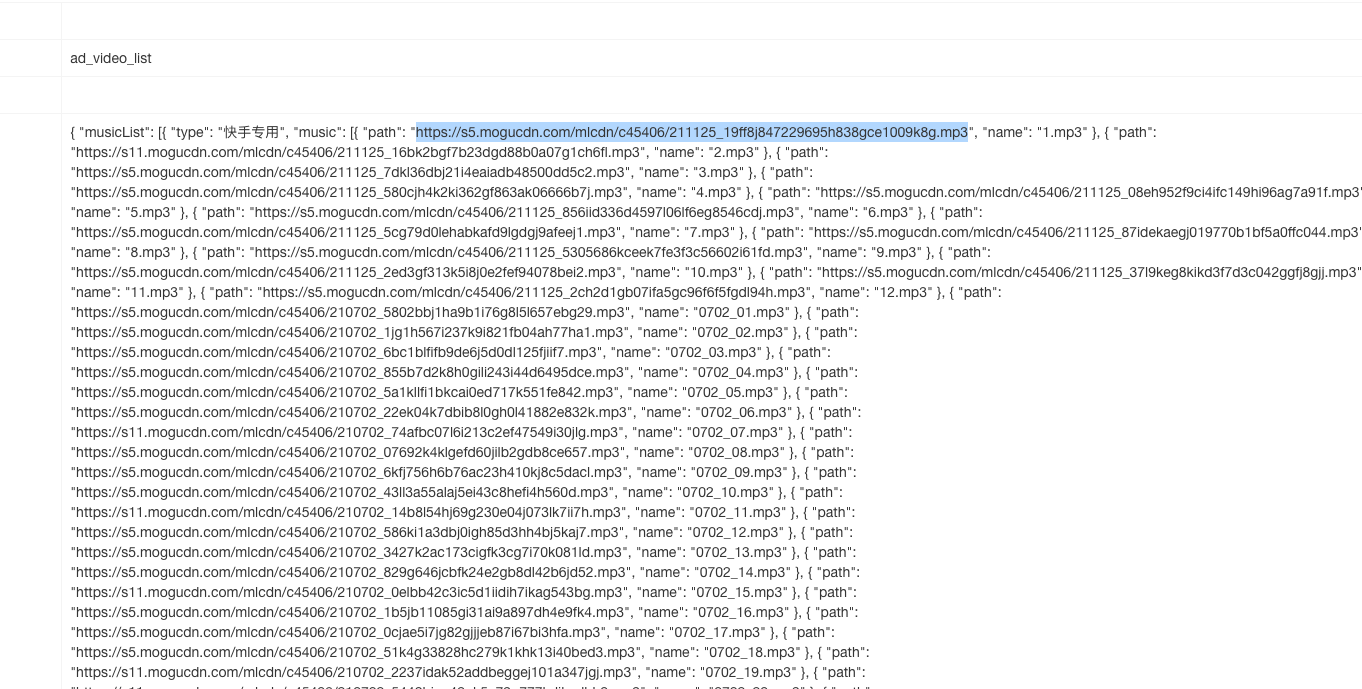 ad_video_list
{ "musicList": [{ "type": "快手专用", "music": [{ "path": "https://s5.mogucdn.com/mlcdn/c45406/211125_19ff8j847229695h838gce1009k8g.mp3", "name": "1.mp3" }, { "path":
"https://s11.mogucdn.com/mlcdn/c45406/211125_16bk2bgf7b23dgd88b0a07g1ch6fl.mp3", "name": "2.mp3" }, { "path":
"https://s5.mogucdn.com/mlcdn/c45406/211125_7dkl36dbj21i4eaiadb48500dd5c2.mp3", "name": "3.mp3" }, { "path":
"https://s5.mogucdn.com/mlcdn/c45406/211125_580cjh4k2ki362gf863ak06666b7j.mp3", "name": "4.mp3" }, { "path": "https://s5.mogucdn.com/mlcdn/c45406/211125_08eh952f9ci4ifc149hi96ag7a91f.mp3"
"name": "5.mp3" }, { "path": "https://s5.mogucdn.com/mlcdn/c45406/211125_856iid336d4597l06lf6eg8546cdj.mp3", "name": "6.mp3" }, { "path":
"https://s5.mogucdn.com/mlcdn/c45406/211125_5cg79d0lehabkafd9lgdgj9afeej1.mp3", "name": "7.mp3" }, { "path": "https://s5.mogucdn.com/mlcdn/c45406/211125_87idekaegj019770b1bf5a0ffc044.mp3"
"name": "8.mp3" }, { "path": "https://s5.mogucdn.com/mlcdn/c45406/211125_5305686kceek7fe3f3c56602i61fd.mp3", "name": "9.mp3" }, { "path":
"https://s5.mogucdn.com/mlcdn/c45406/211125_2ed3gf313k5i8j0e2fef94078bei2.mp3", "name": "10.mp3" }, { "path": "https://s5.mogucdn.com/mlcdn/c45406/211125_37l9keg8kikd3f7d3c042ggfj8gjj.mp3"
"name": "11.mp3" }, { "path": "https://s5.mogucdn.com/mlcdn/c45406/211125_2ch2d1gb07ifa5gc96f6f5fgdl94h.mp3", "name": "12.mp3" }, { "path":
"https://s5.mogucdn.com/mlcdn/c45406/210702_5802bbj1ha9b1i76g8l5l657ebg29.mp3", "name": "0702_01.mp3" }, { "path":
"https://s5.mogucdn.com/mlcdn/c45406/210702_1jg1h567i237k9i821fb04ah77ha1.mp3", "name": "0702_02.mp3" }, { "path":
"https://s5.mogucdn.com/mlcdn/c45406/210702_6bc1blfifb9de6j5d0dl125fjiif7.mp3", "name": "0702_03.mp3" }, { "path":
"https://s5.mogucdn.com/mlcdn/c45406/210702_855b7d2k8h0gili243i44d6495dce.mp3", "name": "0702_04.mp3" }, { "path":
"https://s5.mogucdn.com/mlcdn/c45406/210702_5a1kllfi1bkcai0ed717k551fe842.mp3", "name": "0702_05.mp3" }, { "path":
"https://s5.mogucdn.com/mlcdn/c45406/210702_22ek04k7dbib8l0gh0l41882e832k.mp3", "name": "0702_06.mp3" }, { "path":
"https://s11.mogucdn.com/mlcdn/c45406/210702_74afbc07l6i213c2ef47549i30jlg.mp3", "name": "0702_07.mp3" }, { "path":
"https://s5.mogucdn.com/mlcdn/c45406/210702_07692k4klgefd60jilb2gdb8ce657.mp3", "name": "0702_08.mp3" }, { "path":
"https://s5.mogucdn.com/mlcdn/c45406/210702_6kfj756h6b76ac23h410kj8c5dacl.mp3", "name": "0702_09.mp3" }, { "path":
"https://s5.mogucdn.com/mlcdn/c45406/210702_43ll3a55alaj5ei43c8hefi4h560d.mp3", "name": "0702_10.mp3" }, { "path":
"https://s11.mogucdn.com/mlcdn/c45406/210702_14b8l54hj69g230e04j073lk7ii7h.mp3", "name": "0702_11.mp3" }, { "path":
"https://s5.mogucdn.com/mlcdn/c45406/210702_586ki1a3dbj0igh85d3hh4bj5kaj7.mp3", "name": "0702_12.mp3" }, { "path":
"https://s5.mogucdn.com/mlcdn/c45406/210702_3427k2ac173cigfk3cg7i70k081ld.mp3", "name": "0702_13.mp3" }, { "path":
"https://s5.mogucdn.com/mlcdn/c45406/210702_829g646jcbfk24e2gb8dl42b6jd52.mp3", "name": "0702_14.mp3" }, { "path":
"https://s11.mogucdn.com/mlcdn/c45406/210702_0elbb42c3ic5d1iidih7ikag543bg.mp3", "name": "0702_15.mp3" }, { "path":
"https://s5.mogucdn.com/mlcdn/c45406/210702_1b5jb11085gi31ai9a897dh4e9fk4.mp3", "name": "0702_16.mp3" }, { "path":
"https://s5.mogucdn.com/mlcdn/c45406/210702_0cjae5i7jg82gjjjeb87i67bi3hfa.mp3", "name": "0702_17.mp3" }, { "path":
"https://s5.mogucdn.com/mlcdn/c45406/210702_51k4g33828hc279k1khk13i40bed3.mp3", "name": "0702_18.mp3" }, { "path":
"https://s11.mogucdn.com/mlcdn/c45406/210702_2237idak52addbeggej101a347jgj.mp3", "name": "0702_19.mp3" }, { "path":